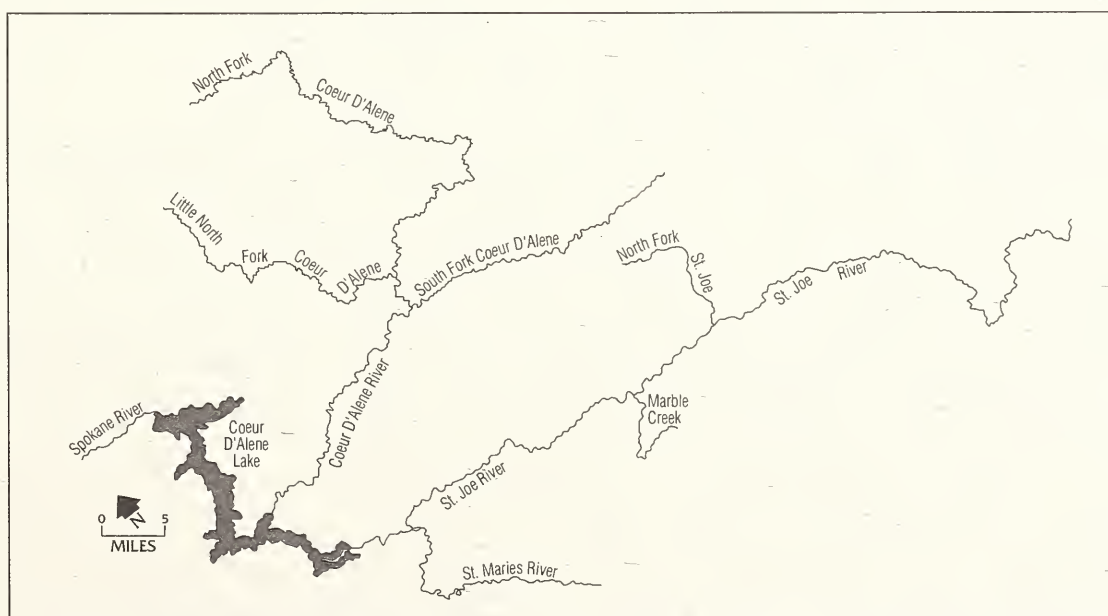 North Fork
Coeur D'Alene
Little North
Fork
Coeur
D'Alene
South Fork Coeur D'Alene
North Fork
St. Joe
St. Joe
River
Coeur D'Alene River
Marble
Creek
Spokane River
Coeur
D'Alene
Lake
St. Joe River
N
0 5
MILES
St. Maries River